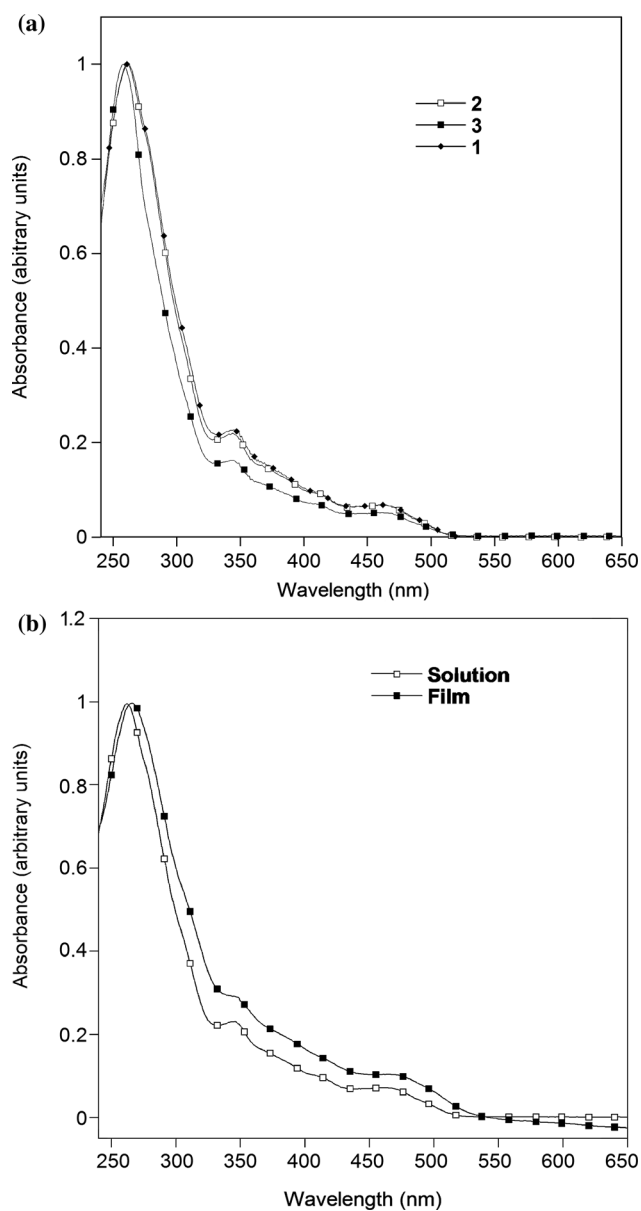 (a)
1
0.8
0.6
0.4
0.2
0
Absorbance (abitrary units)
2
3
1
250 300 350 400 450 500 550 600 650
Wavelength (nm)
(b)
1.2
1
0.8
0.6
0.4
0.2
0
Absorbance (arbitrary units)
Solution
Film
250 300 350 400 450 500 550 600 650
Wavelength (nm)